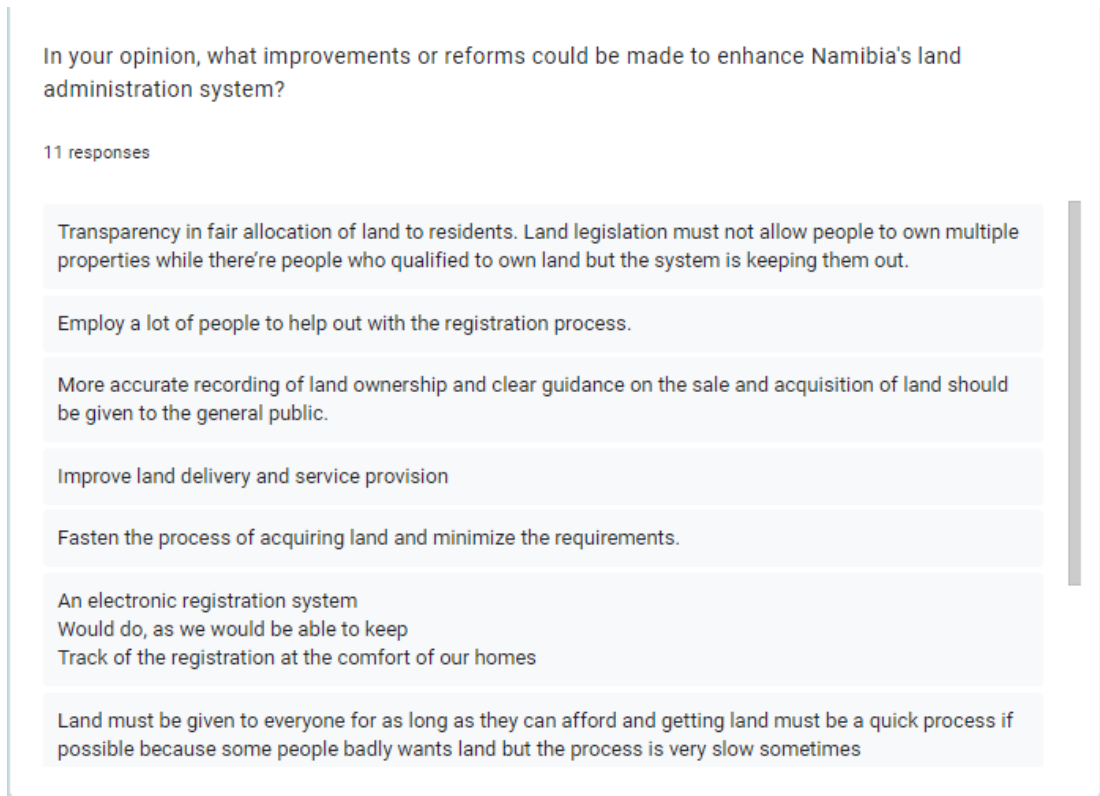 In your opinion, what improvements or reforms could be made to enhance Namibia's land
administration system?
11 responses
Transparency in fair allocation of land to residents. Land legislation must not allow people to own multiple
properties while there're people who qualified to own land but the system is keeping them out.
Employ a lot of people to help out with the registration process.
More accurate recording of land ownership and clear guidance on the sale and acquisition of land should
be given to the general public.
Improve land delivery and service provision
Fasten the process of acquiring land and minimize the requirements.
An electronic registration system
Would do, as we would be able to keep
Track of the registration at the comfort of our homes
Land must be given to everyone for as long as they can afford and getting land must be a quick process if
possible because some people badly wants land but the process is very slow sometimes